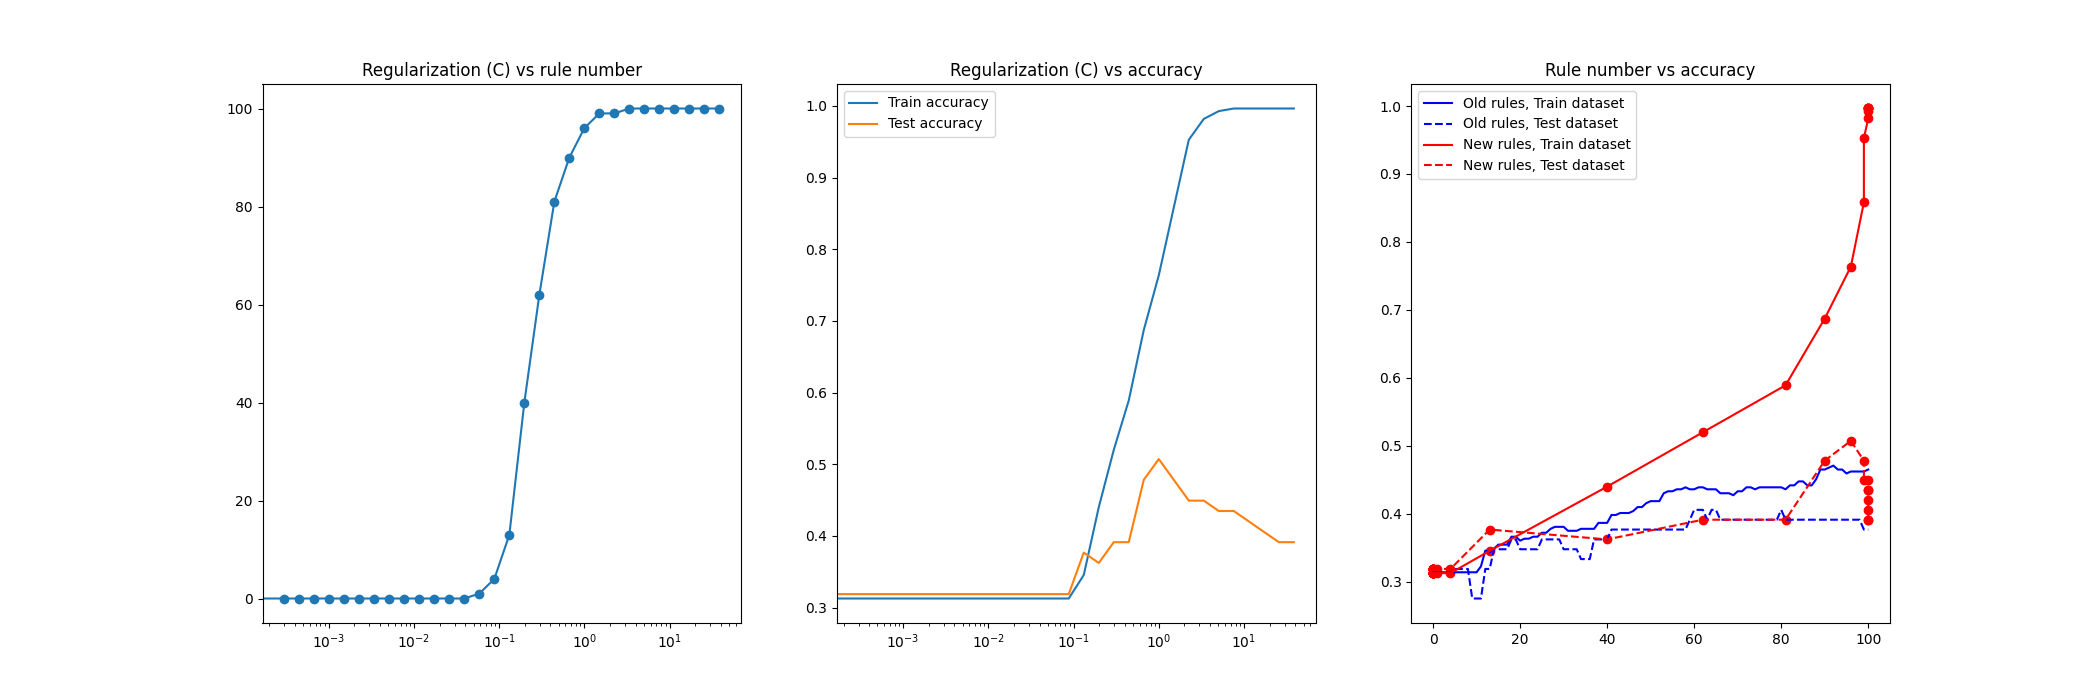 Regularization (C) vs rule number
100
80
60
40
20
0
10⁻³ 10⁻² 10⁻¹ 10⁰ 10¹
Regularization (C) vs accuracy
Train accuracy
Test accuracy
1.0
0.9
0.8
0.7
0.6
0.5
0.4
0.3
10⁻³ 10⁻² 10⁻¹ 10⁰ 10¹
Rule number vs accuracy
Old rules, Train dataset
Old rules, Test dataset
New rules, Train dataset
New rules, Test dataset
1.0
0.9
0.8
0.7
0.6
0.5
0.4
0.3
0 20 40 60 80 100